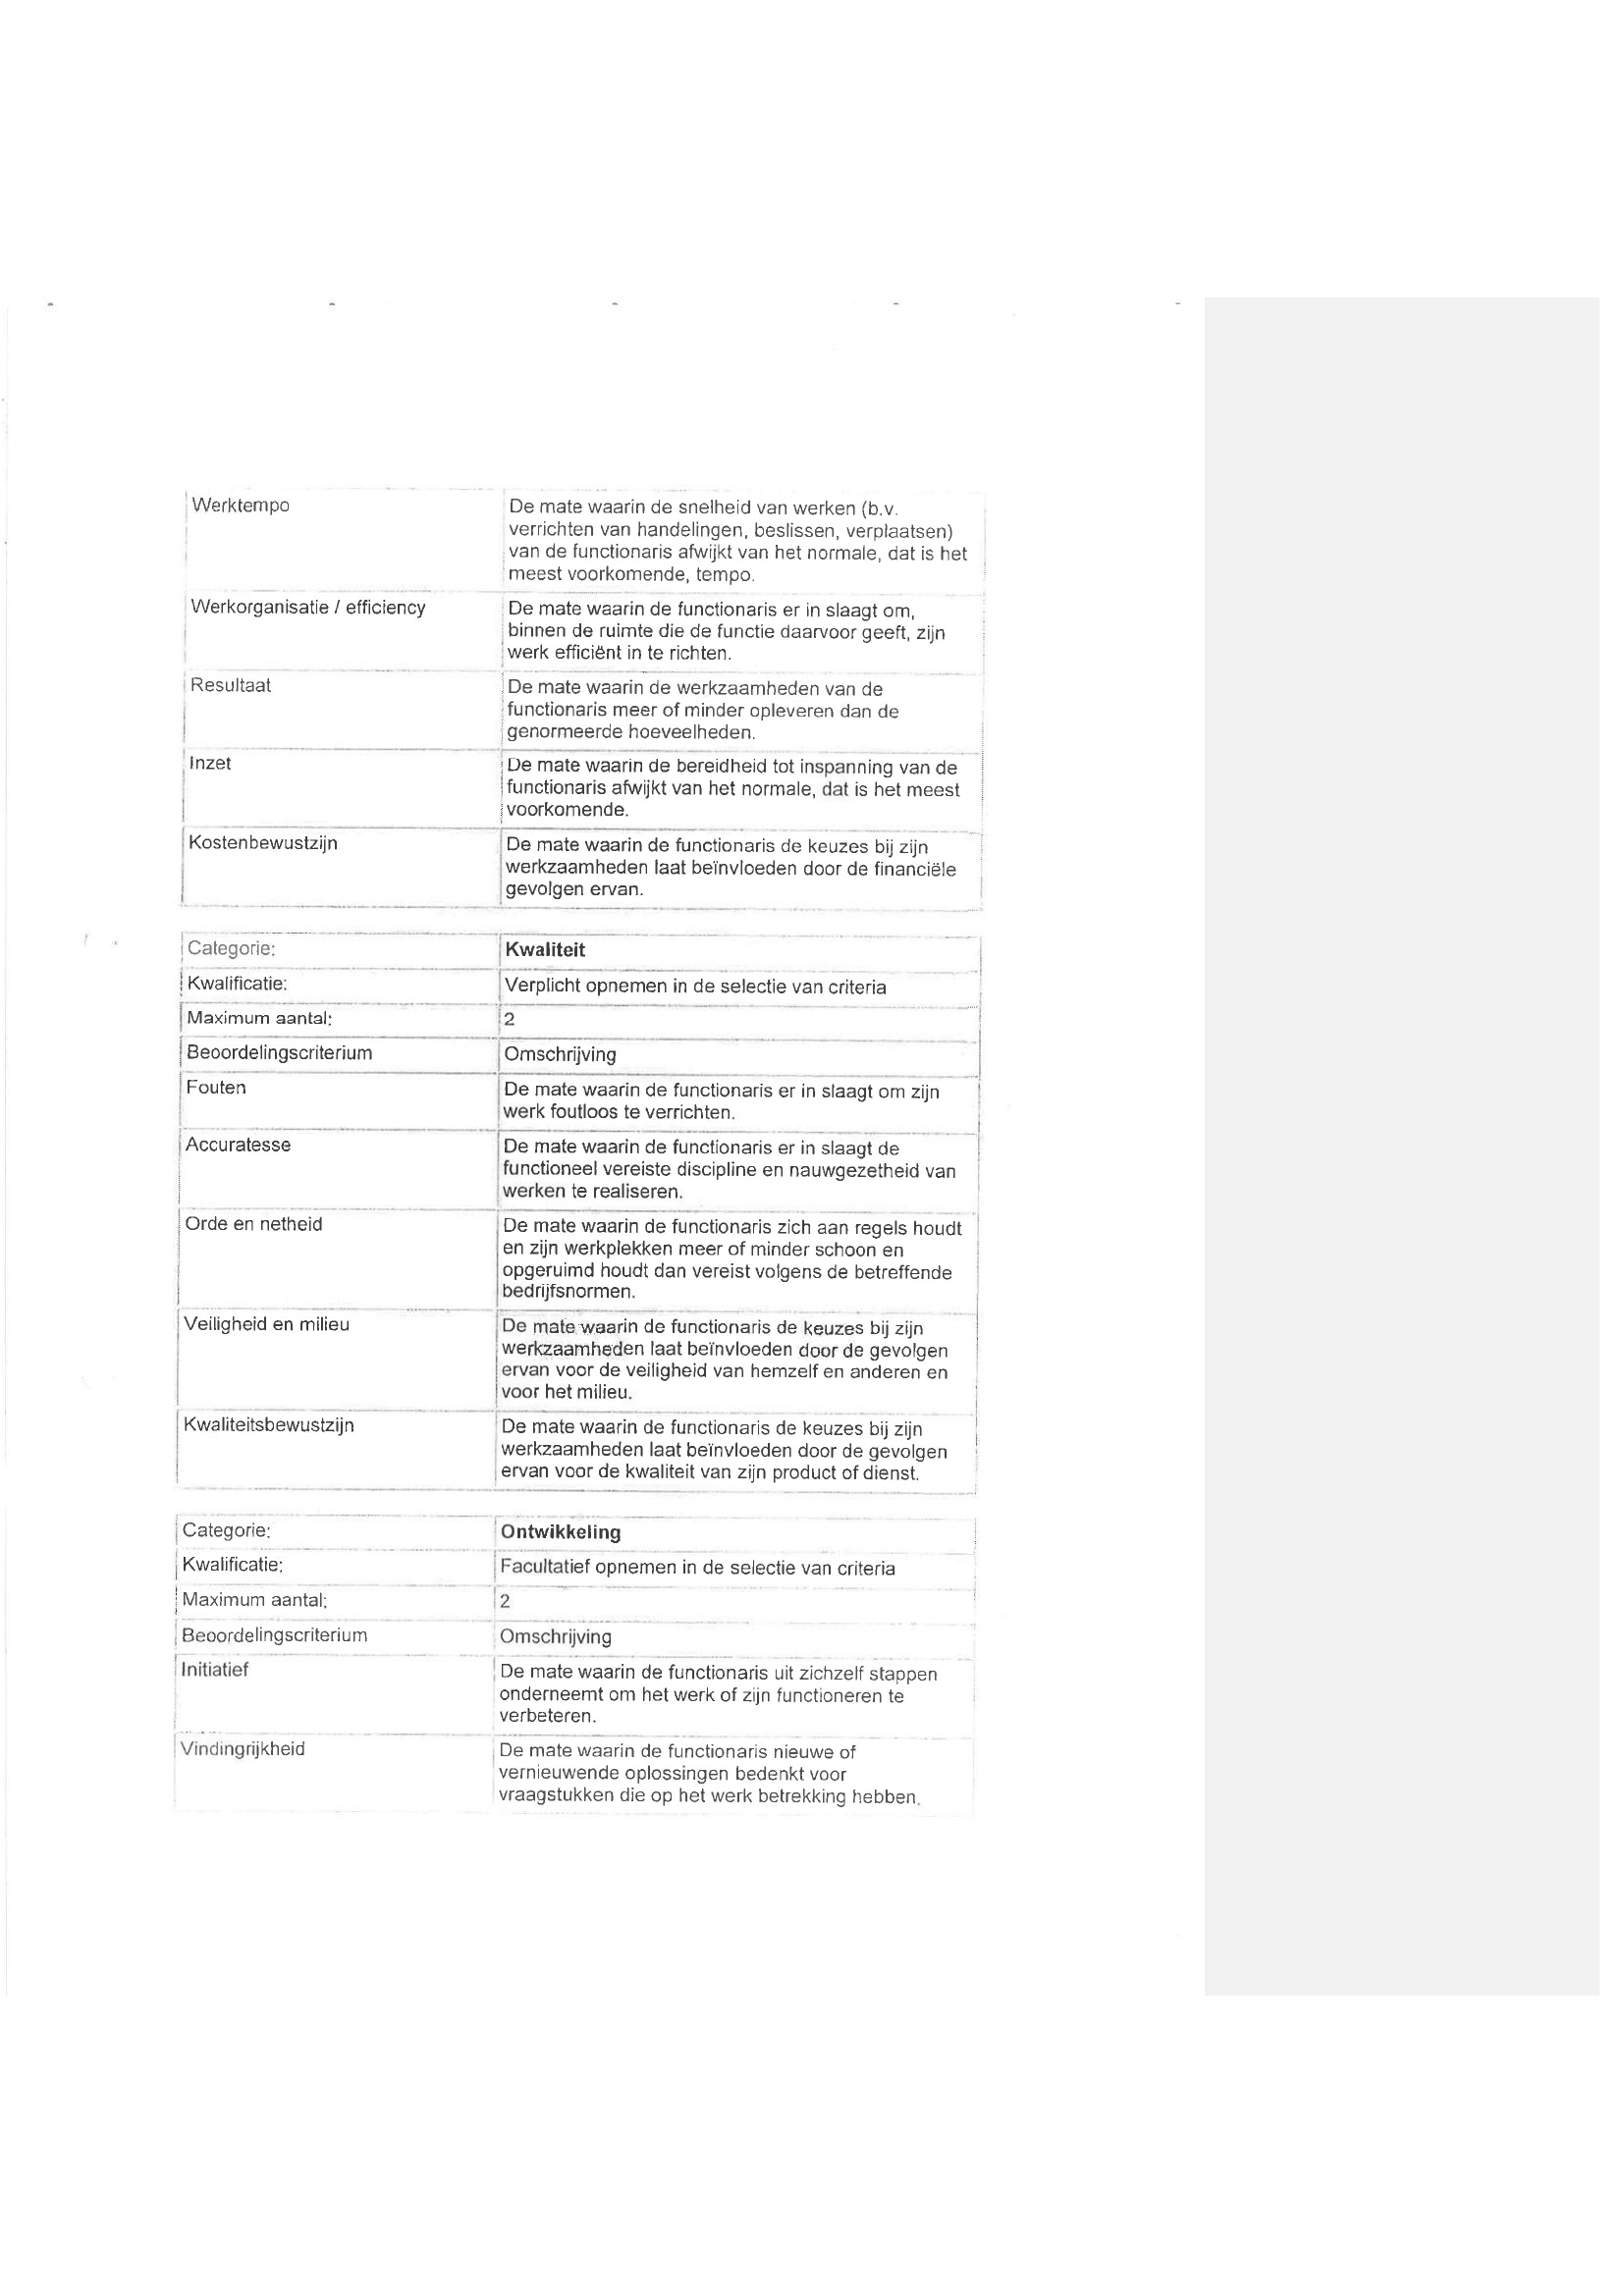 Werktempo
De mate waarin de snelheid van werken (b.v.
verrichten van handelingen, beslissen, verplaatsen)
van de functionaris afwijkt van het normale, dat is het
meest voorkomende, tempo.
Werkorganisatie / efficiency
De mate waarin de functionaris er in slaagt om,
binnen de ruimte die de functie daarvoor geeft, zijn
werk efficiënt in te richten.
Resultaat
De mate waarin de werkzaamheden van de
functionaris meer of minder opleveren dan de
genormeerde hoeveelheden.
Inzet
De mate waarin de bereidheid tot inspanning van de
functionaris afwijkt van het normale, dat is het meest
voorkomende.
Kostenbewustzijn
De mate waarin de functionaris de keuzes bij zijn
werkzaamheden laat beïnvloeden door de financiële
gevolgen ervan.
Categorie:
Kwaliteit
Kwalificatie:
Verplicht opnemen in de selectie van criteria
Maximum aantal:
2
Beoordelingscriterium
Omschrijving
Fouten
De mate waarin de functionaris er in slaagt om zijn
werk foutloos te verrichten.
Accuratesse
De mate waarin de functionaris er in slaagt de
functioneel vereiste discipline en nauwgezetheid van
werken te realiseren.
Orde en netheid
De mate waarin de functionaris zich aan regels houdt
en zijn werkplekken meer of minder schoon en
opgeruimd houdt dan vereist volgens de betreffende
bedrijfsnormen.
Veiligheid en milieu
De mate waarin de functionaris de keuzes bij zijn
werkzaamheden laat beïnvloeden door de gevolgen
ervan voor de veiligheid van hemzelf en anderen en
voor het milieu.
Kwaliteitsbewustzijn
De mate waarin de functionaris de keuzes bij zijn
werkzaamheden laat beïnvloeden door de gevolgen
ervan voor de kwaliteit van zijn product of dienst.
Categorie:
Ontwikkeling
Kwalificatie:
Facultatief opnemen in de selectie van criteria
Maximum aantal:
2
Beoordelingscriterium
Omschrijving
Initiatief
De mate waarin de functionaris uit zichzelf stappen
onderneemt om het werk of zijn functioneren te
verbeteren.
Vindingrijkheid
De mate waarin de functionaris nieuwe of
vernieuwende oplossingen bedenkt voor
vraagstukken die op het werk betrekking hebben.